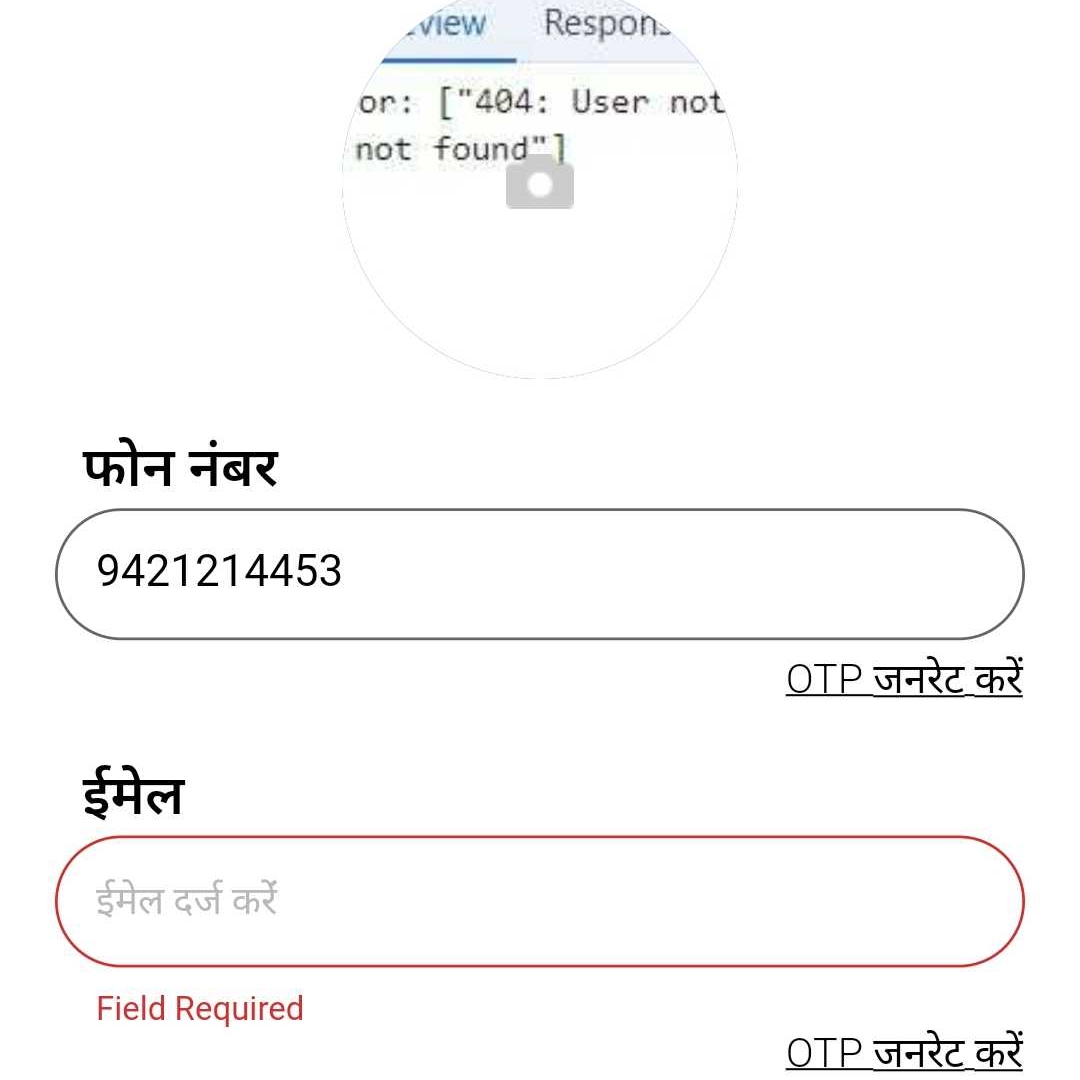 Respons
or: ["404: User not
not found"]
फोन नंबर
9421214453
OTP जनरेट करें
ईमेल
ईमेल दर्ज करें
Field Required
OTP जनरेट करें